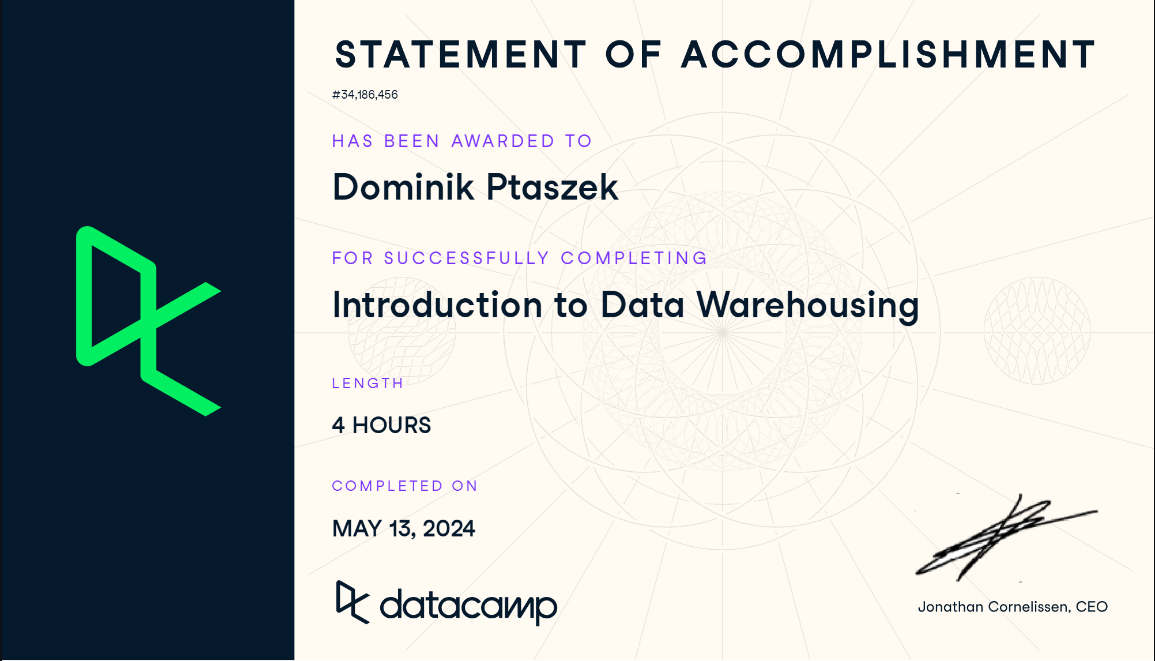 STATEMENT OF ACCOMPLISHMENT
#34,186,456
HAS BEEN AWARDED TO
Dominik Ptaszek
FOR SUCCESSFULLY COMPLETING
Introduction to Data Warehousing
LENGTH
4 HOURS
COMPLETED ON
MAY 13, 2024
datacamp
Jonathan Cornelissen, CEO